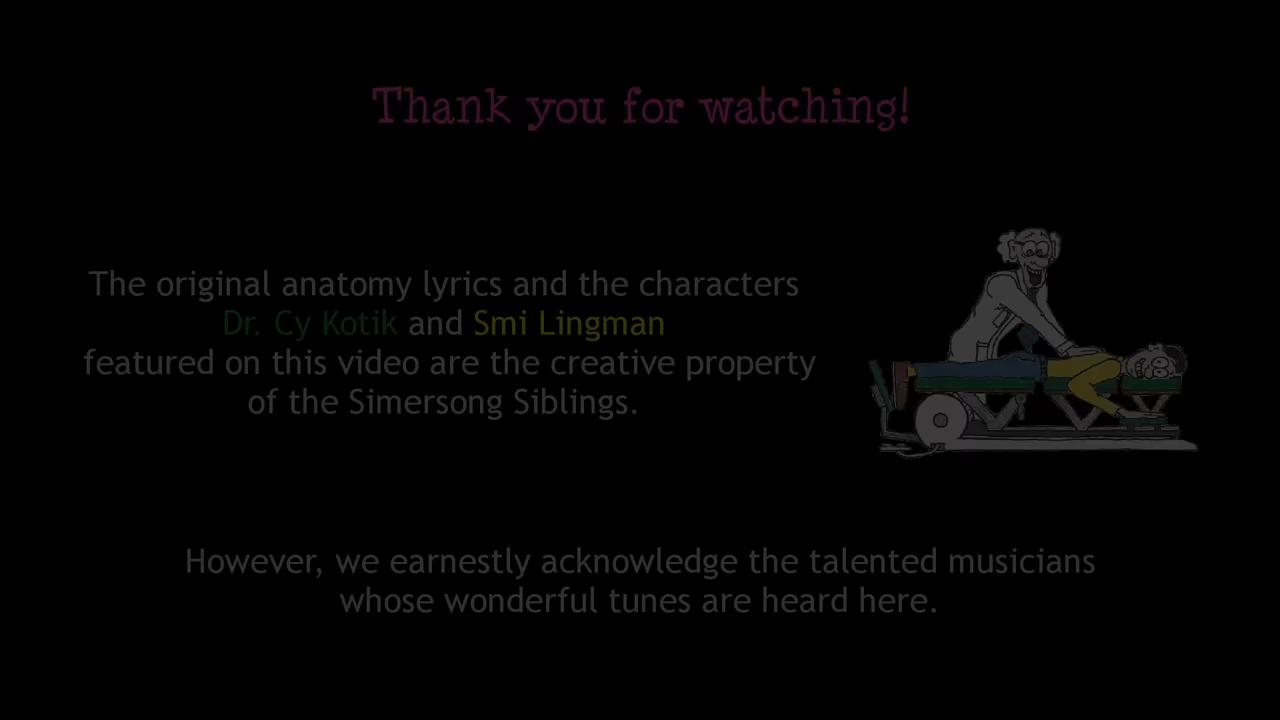 Thank you for watching!
The original anatomy lyrics and the characters
Dr. Cy Kotik and Smi Lingman
featured on this video are the creative property
of the Simersong Siblings.
However, we earnestly acknowledge the talented musicians
whose wonderful tunes are heard here.